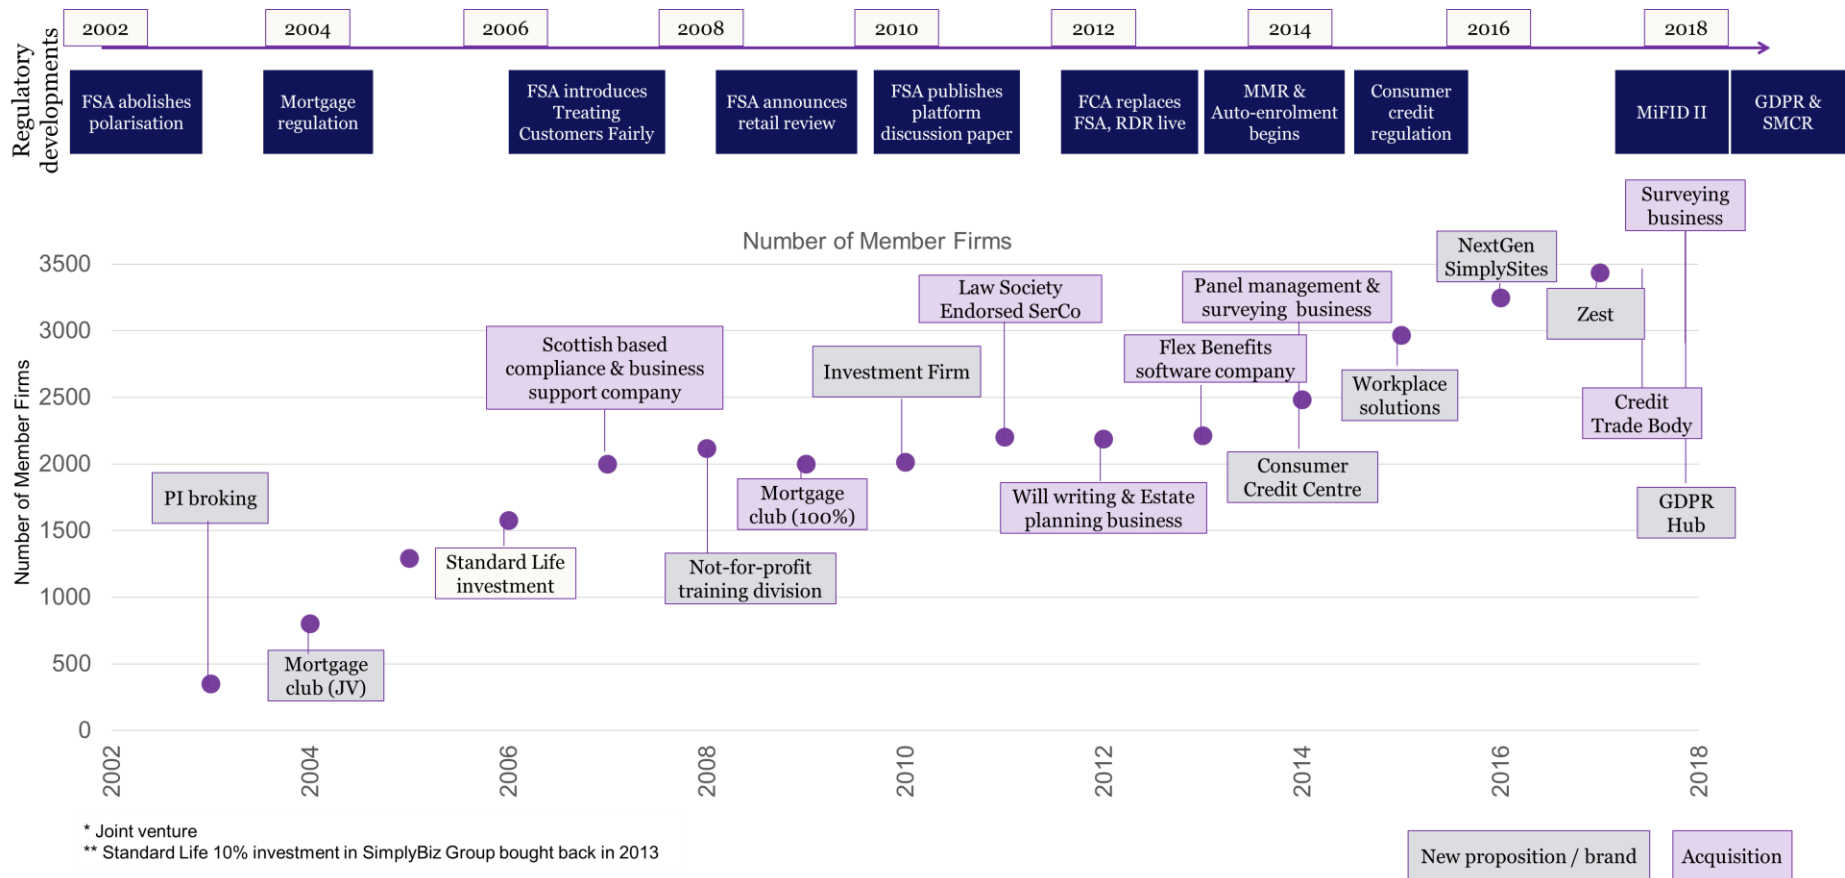 2002
2004
2006
2008
2010
2012
2014
2016
2018
Regulatory
developments
FSA abolishes
polarisation
Mortgage
regulation
FSA introduces
Treating
Customers Fairly
FSA announces
retail review
FSA publishes
platform
discussion paper
FCA replaces
FSA, RDR live
MMR &
Auto-enrolment
begins
Consumer
credit
regulation
MiFID II
GDPR &
SMCR
Number of Member Firms
Number of Member Firms
3500
3000
2500
2000
1500
1000
500
0
PI broking
Mortgage
club (JV)
Standard Life
investment
Scottish based
compliance & business
support company
Not-for-profit
training division
Mortgage
club (100%)
Investment Firm
Law Society
Endorsed SerCo
Will writing & Estate
planning business
Flex Benefits
software company
Panel management &
surveying business
Consumer
Credit Centre
Workplace
solutions
NextGen
SimplySites
Zest
Surveying
business
Credit
Trade Body
GDPR
Hub
2002
2004
2006
2008
2010
2012
2014
2016
2018
* Joint venture
** Standard Life 10% investment in SimplyBiz Group bought back in 2013
New proposition / brand
Acquisition